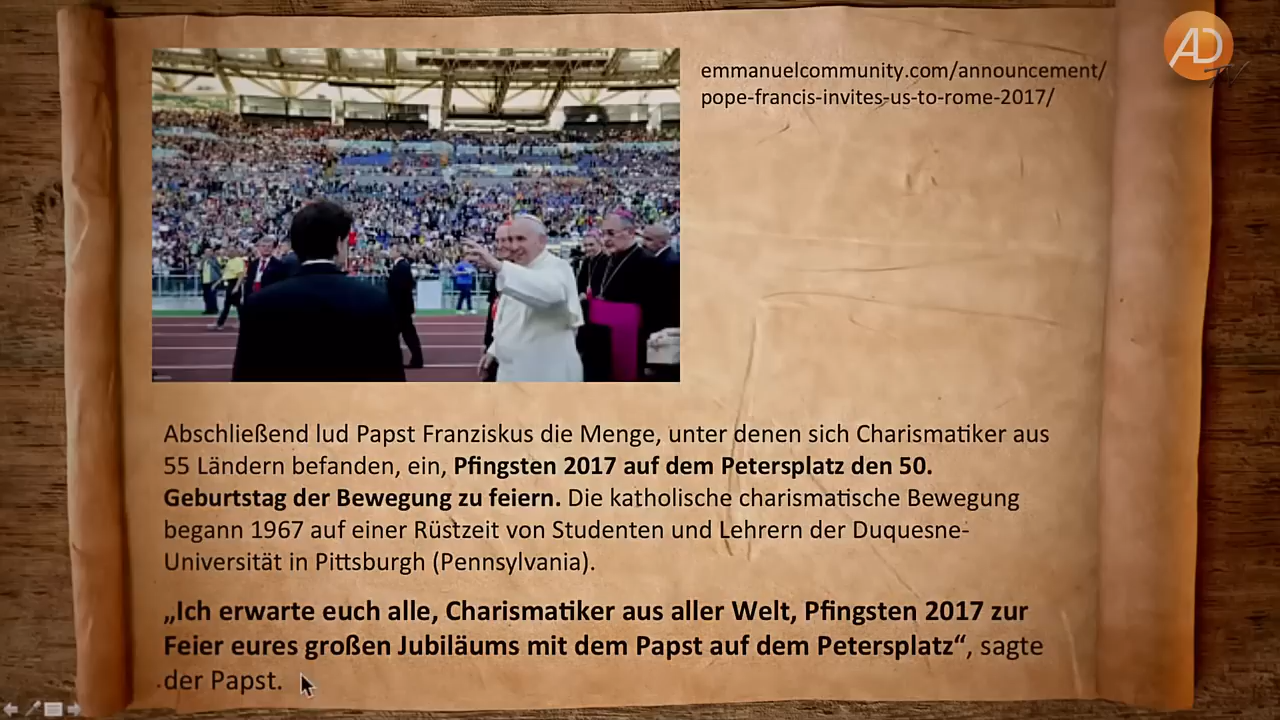 AD
TV
emmanuelcommunity.com/announcement/
pope-francis-invites-us-to-rome-2017/
Abschließend lud Papst Franziskus die Menge, unter denen sich Charismatiker aus
55 Ländern befanden, ein, Pfingsten 2017 auf dem Petersplatz den 50.
Geburtstag der Bewegung zu feiern. Die katholische charismatische Bewegung
begann 1967 auf einer Rüstzeit von Studenten und Lehrern der Duquesne-
Universität in Pittsburgh (Pennsylvania).
„Ich erwarte euch alle, Charismatiker aus aller Welt, Pfingsten 2017 zur
Feier eures großen Jubiläums mit dem Papst auf dem Petersplatz“, sagte
der Papst.